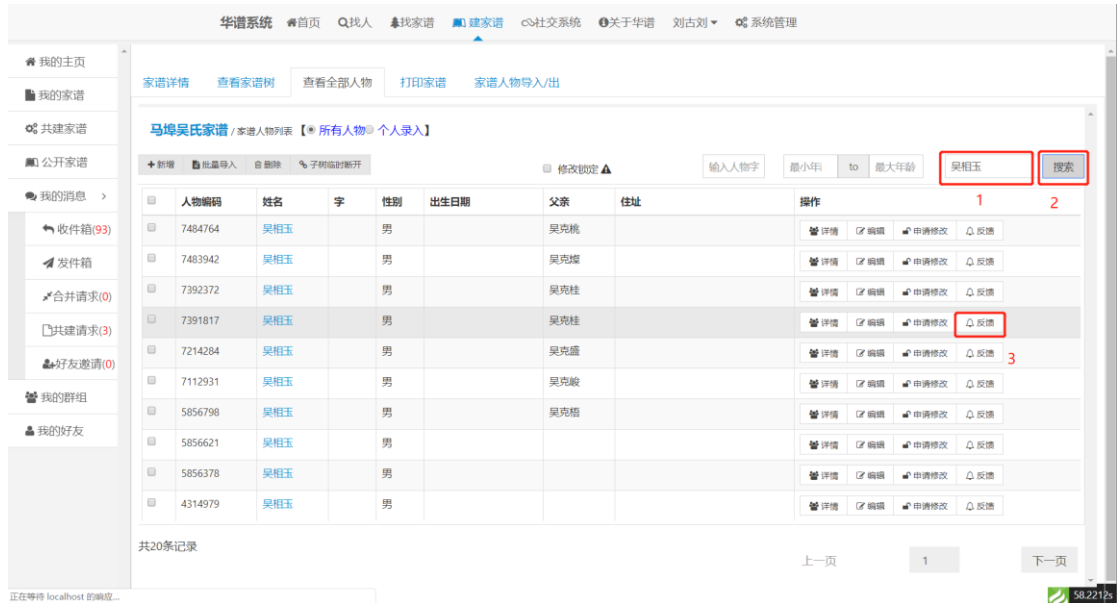 华谱系统 首页 找人 找家谱 建家谱 社交系统 关于华谱 刘古刘 系统管理
我的主页
我的家谱
共建家谱
公开家谱
我的消息 >
收件箱(93)
发件箱
合并请求(0)
共建请求(3)
好友邀请(0)
我的群组
我的好友
家谱详情 查看家谱树 查看全部人物 打印家谱 家谱人物导入/出
马埠吴氏家谱 / 家谱人物列表 【 所有人物 个人录入】
+新增 批量导入 删除 子树临时断开 修改锁定 输入人物字 最小年 to 最大年龄 吴相玉 搜索
1 2
人物编码 姓名 字 性别 出生日期 父亲 住址 操作
7484764 吴相玉 男 吴克桃 详情 编辑 申请修改 反馈
7483942 吴相玉 男 吴克燦 详情 编辑 申请修改 反馈
7392372 吴相玉 男 吴克桂 详情 编辑 申请修改 反馈
7391817 吴相玉 男 吴克桂 详情 编辑 申请修改 反馈
3
7214284 吴相玉 男 吴克盛 详情 编辑 申请修改 反馈
7112931 吴相玉 男 吴克峻 详情 编辑 申请修改 反馈
5856798 吴相玉 男 吴克梧 详情 编辑 申请修改 反馈
5856621 吴相玉 男 详情 编辑 申请修改 反馈
5856378 吴相玉 男 详情 编辑 申请修改 反馈
4314979 吴相玉 男 详情 编辑 申请修改 反馈
共20条记录
上一页 1 下一页
正在等待 localhost 的响应...
58.2212s